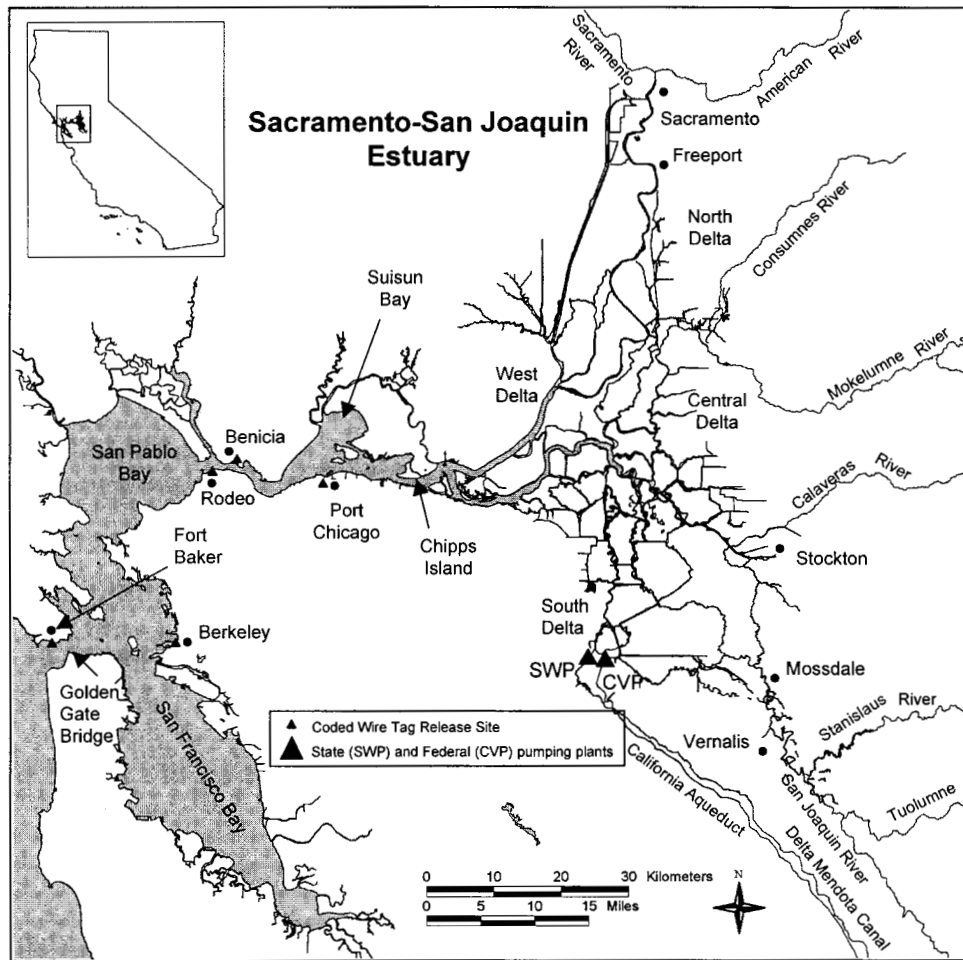 Sacramento-San Joaquin
Estuary
Sacramento
River
American
River
Sacramento
Freeport
North
Delta
Consumnes River
Suisun
Bay
West
Delta
Mokelumne River
Central
Delta
San Pablo
Bay
Benicia
Rodeo
Port
Chicago
Chipps
Island
Calaveras
River
Stockton
Fort
Baker
South
Delta
Berkeley
SWP
CVP
Mossdale
Golden
Gate
Bridge
San Francisco Bay
Coded Wire Tag Release Site
State (SWP) and Federal (CVP) pumping plants
Vernalis
Stanislaus
River
California Aqueduct
San Joaquin River
Delta Mendota Canal
Tuolumne
0 10 20 30 Kilometers
0 5 10 15 Miles
N